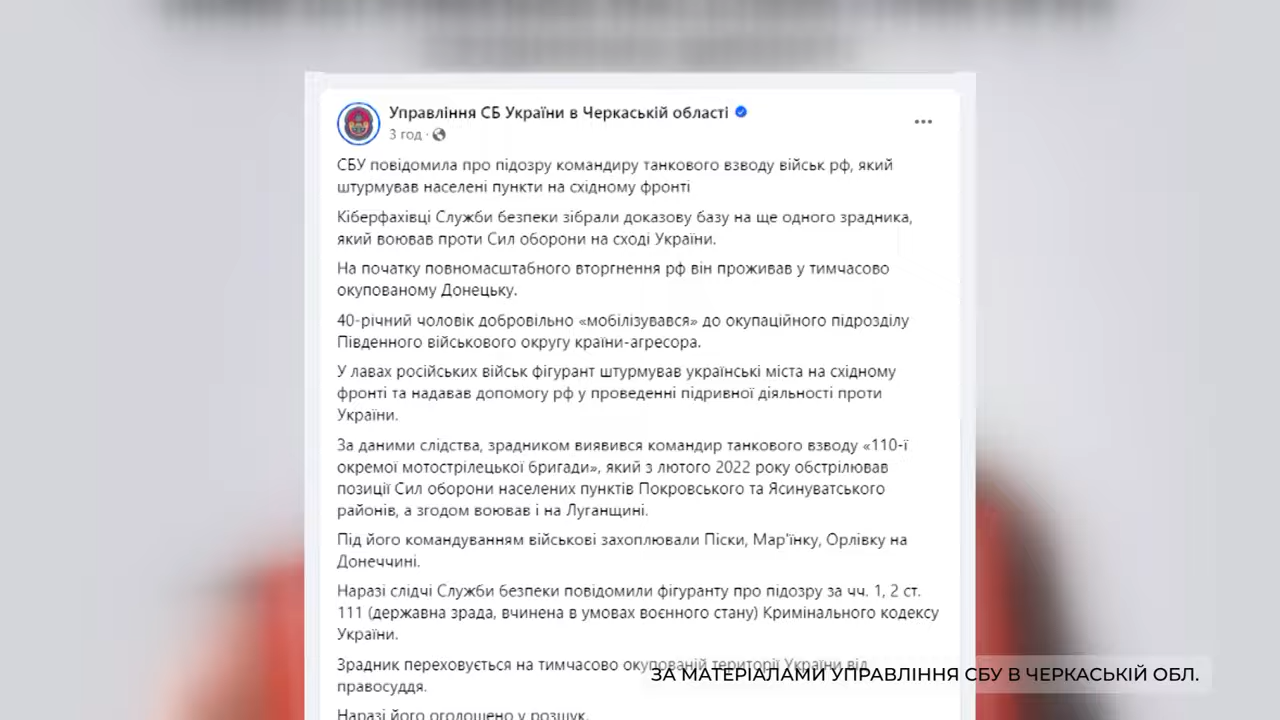 Управління СБ України в Черкаській області
3 год ·
СБУ повідомила про підозру командиру танкового взводу військ рф, який
штурмував населені пункти на східному фронті
Кіберфахівці Служби безпеки зібрали доказову базу на ще одного зрадника,
який воював проти Сил оборони на сході України.
На початку повномасштабного вторгнення рф він проживав у тимчасово
окупованому Донецьку.
40-річний чоловік добровільно «мобілізувався» до окупаційного підрозділу
Південного військового округу країни-агресора.
У лавах російських військ фігурант штурмував українські міста на східному
фронті та надавав допомогу рф у проведенні підривної діяльності проти
України.
За даними слідства, зрадником виявився командир танкового взводу «110-ї
окремої мотострілецької бригади», який з лютого 2022 року обстрілював
позиції Сил оборони населених пунктів Покровського та Ясинуватського
районів, а згодом воював і на Луганщині.
Під його командуванням військові захоплювали Піски, Мар'їнку, Орлівку на
Донеччині.
Наразі слідчі Служби безпеки повідомили фігуранту про підозру за чч. 1, 2 ст.
111 (державна зрада, вчинена в умовах воєнного стану) Кримінального кодексу
України.
Зрадник переховується на тимчасово окупованій території України від
правосуддя.
Наразі його оголошено у розшук.
ЗА МАТЕРІАЛАМИ УПРАВЛІННЯ СБУ В ЧЕРКАСЬКІЙ ОБЛ.